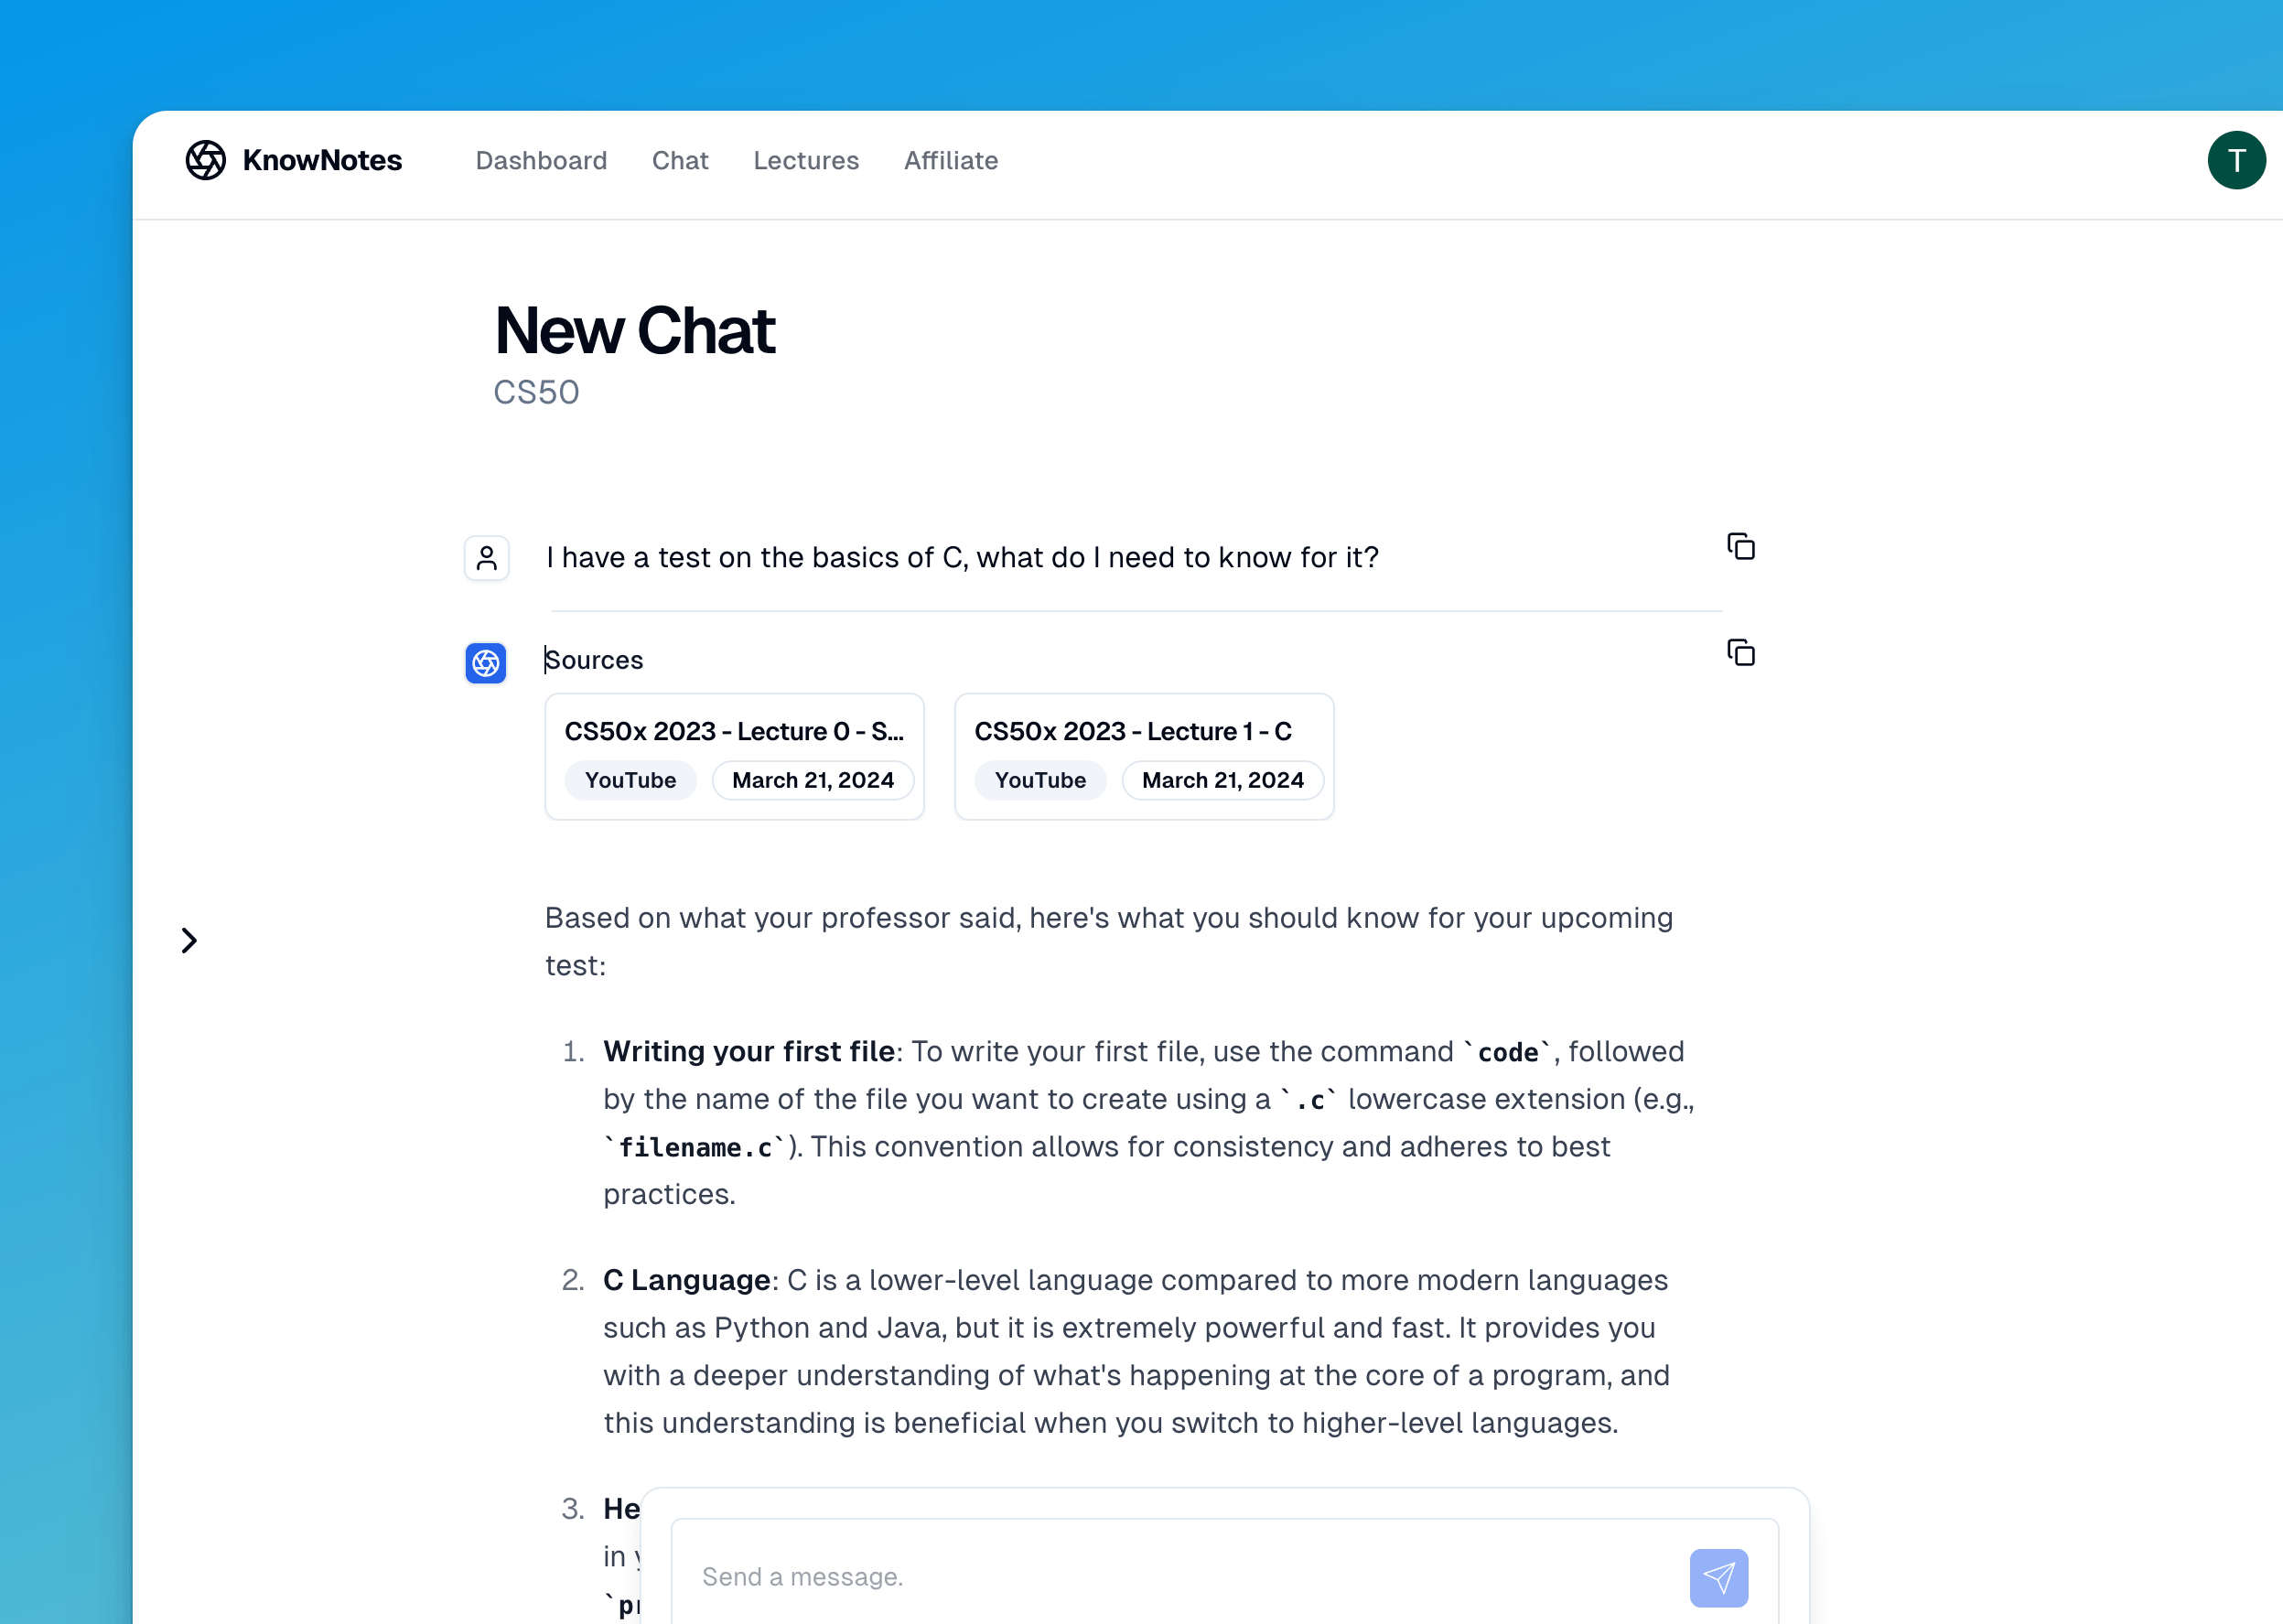 KnowNotes Dashboard Chat Lectures Affiliate T
New Chat
CS50
I have a test on the basics of C, what do I need to know for it?
Sources
CS50x 2023 - Lecture 0 - S...
YouTube March 21, 2024
CS50x 2023 - Lecture 1 - C
YouTube March 21, 2024
Based on what your professor said, here's what you should know for your upcoming
test:
1. Writing your first file: To write your first file, use the command `code`, followed
by the name of the file you want to create using a `.c` lowercase extension (e.g.,
`filename.c`). This convention allows for consistency and adheres to best
practices.
2. C Language: C is a lower-level language compared to more modern languages
such as Python and Java, but it is extremely powerful and fast. It provides you
with a deeper understanding of what's happening at the core of a program, and
this understanding is beneficial when you switch to higher-level languages.
3. He
in
Send a message.